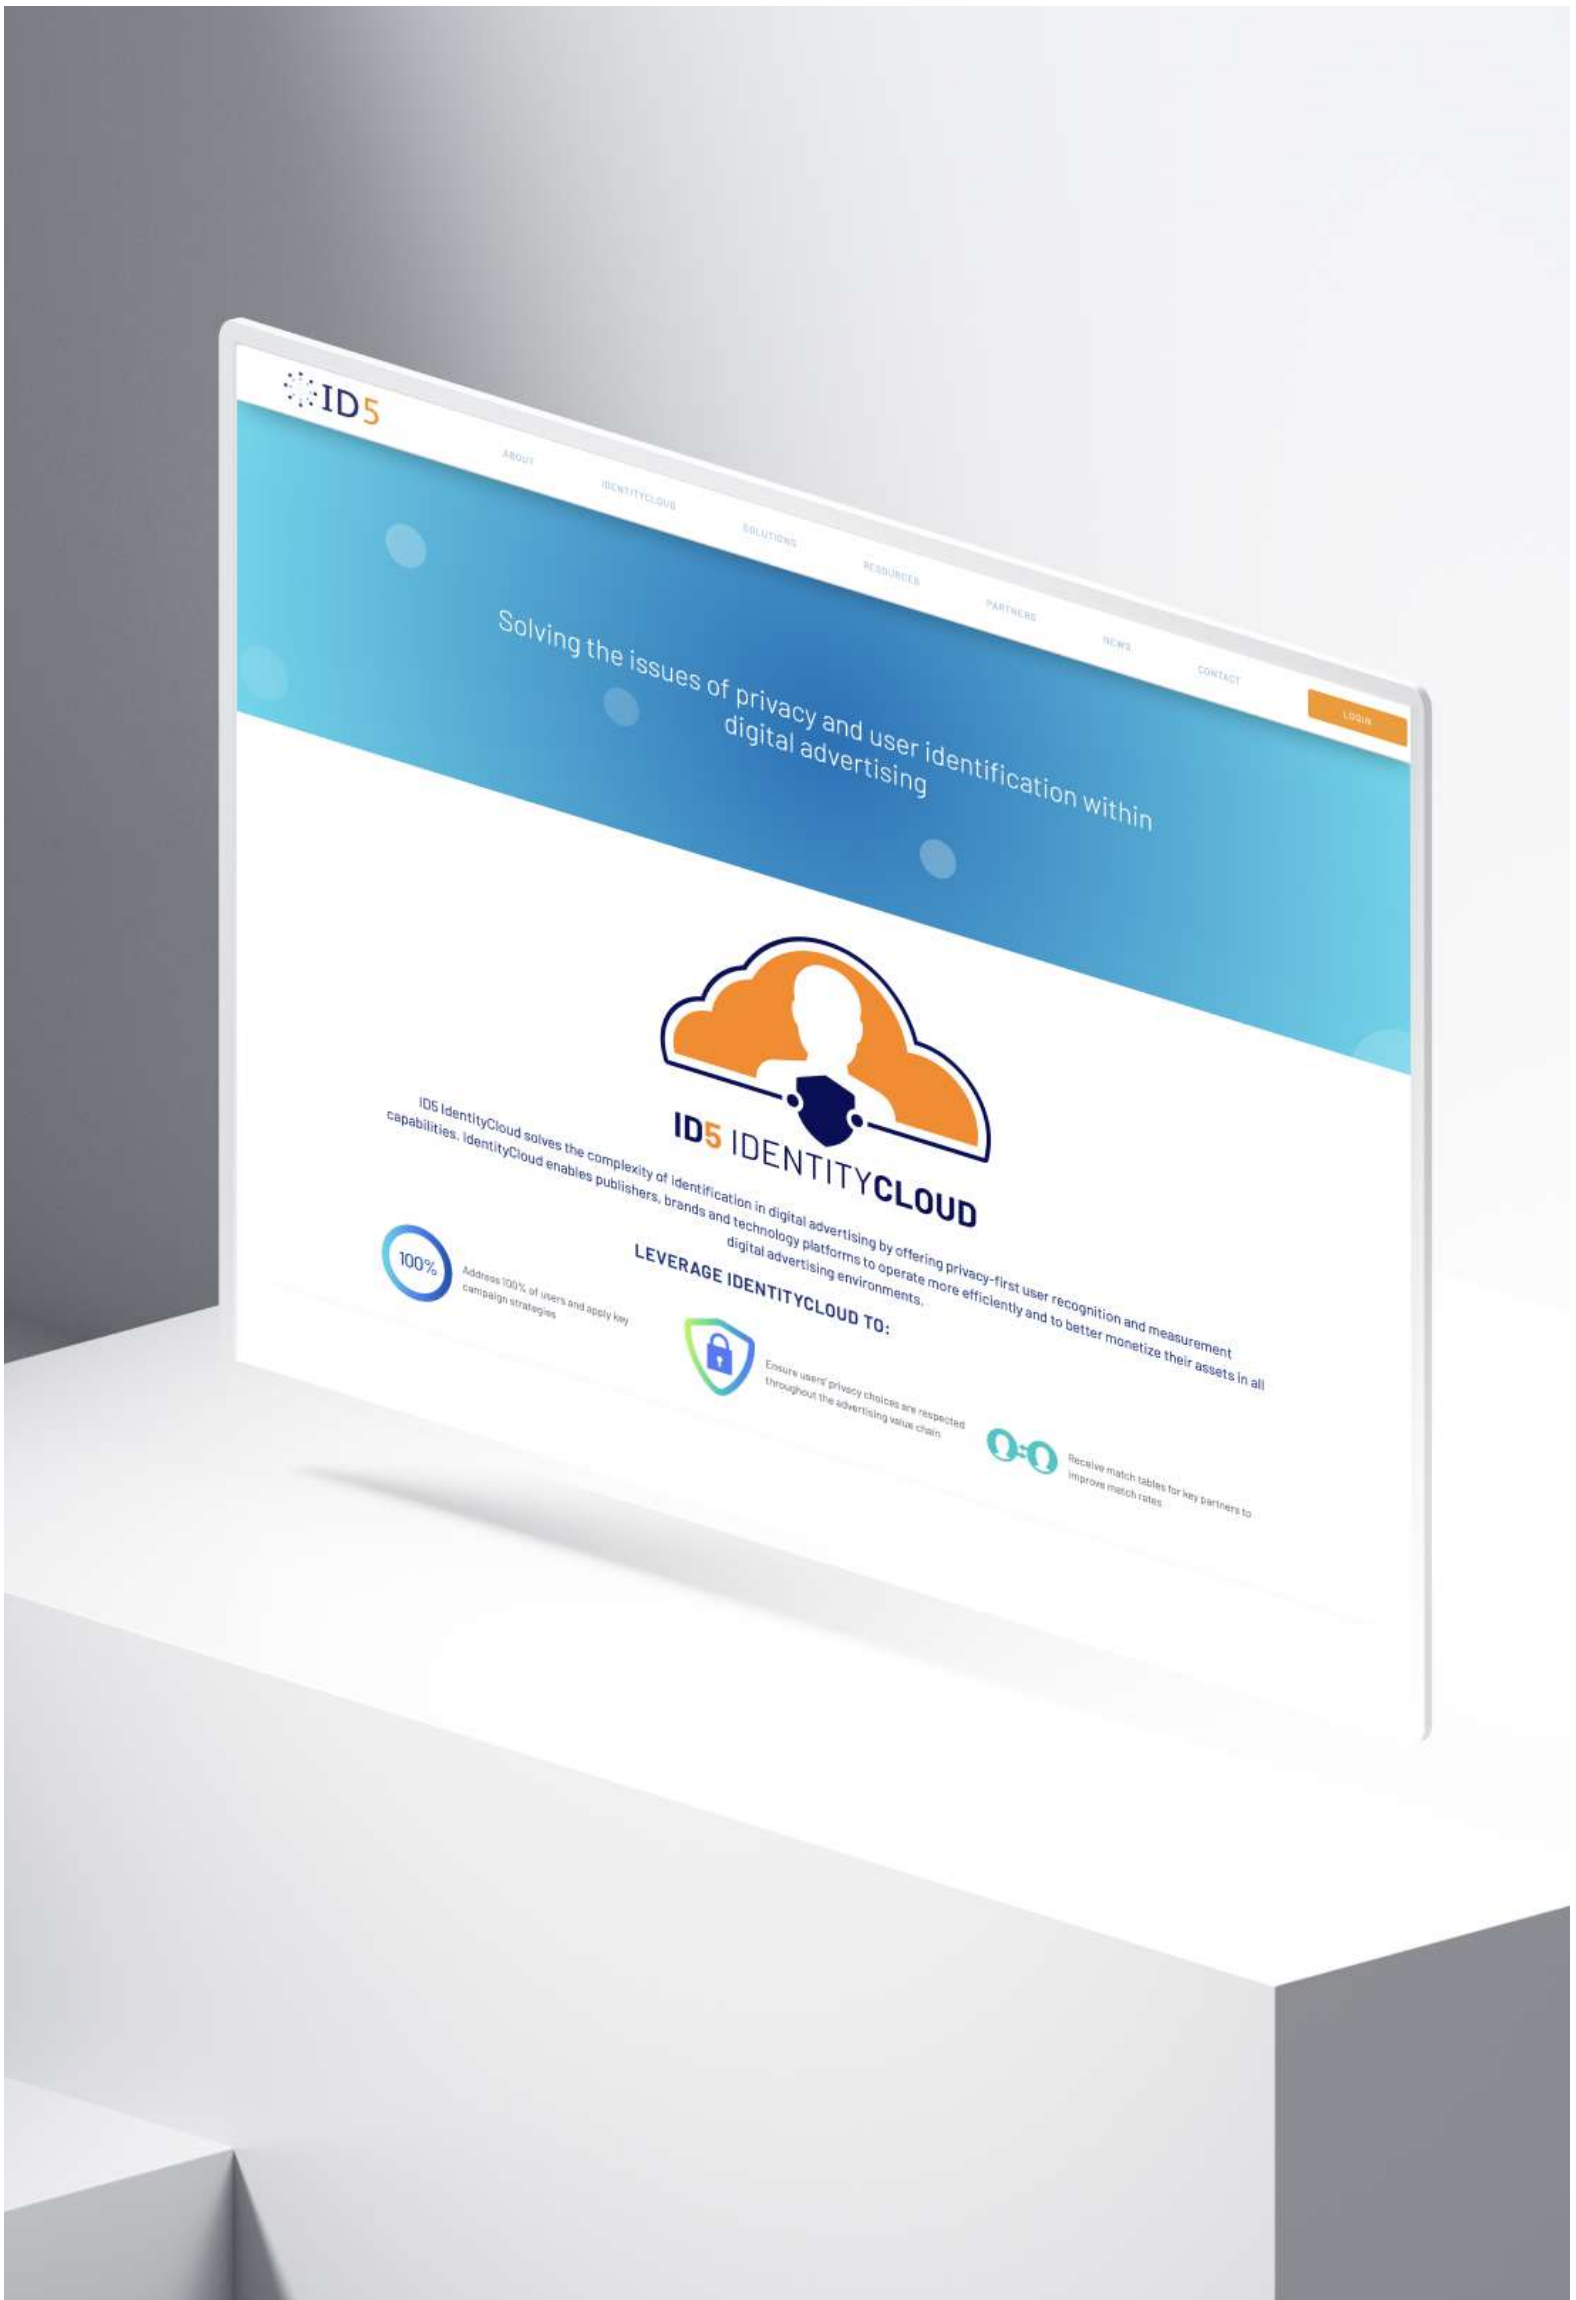 ID5
ABOUT
IDENTITYCLOUD
SOLUTIONS
RESOURCES
PARTNERS
NEWS
CONTACT
LOGIN
Solving the issues of privacy and user identification within
digital advertising
ID5 IDENTITYCLOUD
ID5 IdentityCloud solves the complexity of identification in digital advertising by offering privacy-first user recognition and measurement
capabilities. IdentityCloud enables publishers, brands and technology platforms to operate more efficiently and to better monetize their assets in all
digital advertising environments.
LEVERAGE IDENTITYCLOUD TO:
100%
Address 100% of users and apply key
campaign strategies
Ensure users' privacy choices are respected
throughout the advertising value chain
Receive match tables for key partners to
improve match rates